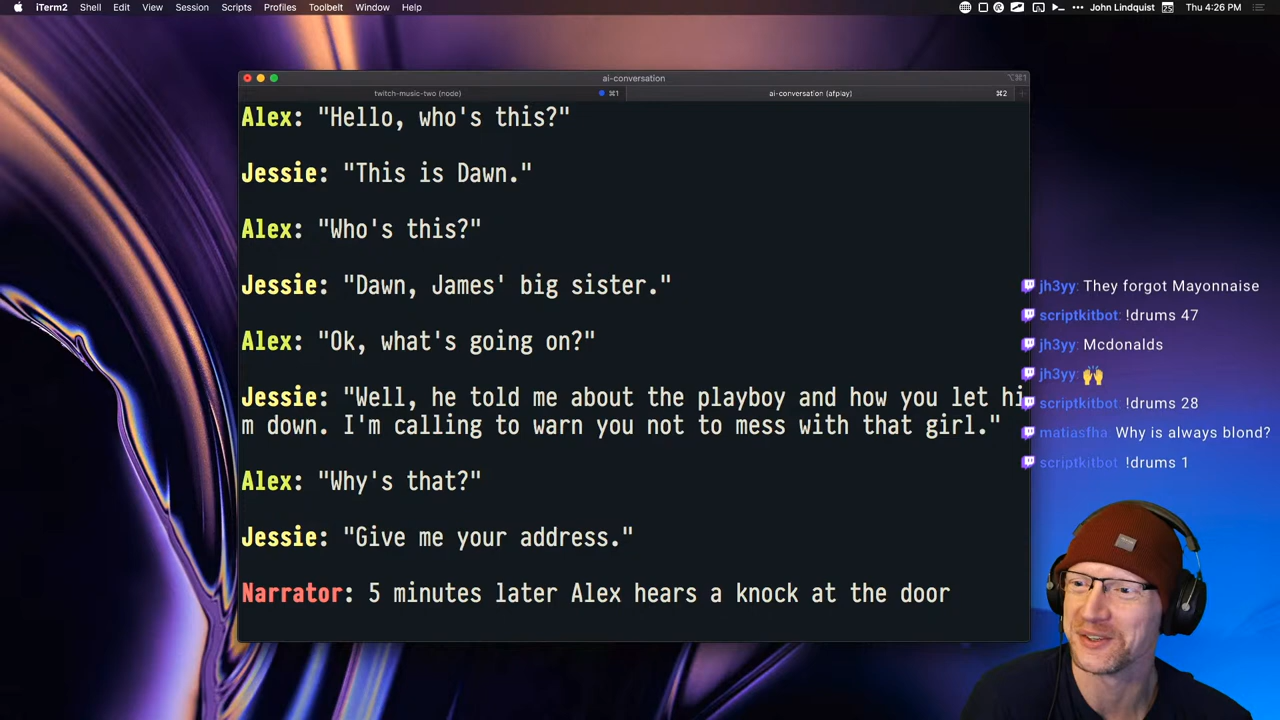 iTerm2 Shell Edit View Session Scripts Profiles Toolbelt Window Help John Lindquist 25 Thu 4:26 PM
ai-conversation ⌥⌘1
twitch-music-two (node) ⌘1 ai-conversation (afplay) ⌘2
Alex: "Hello, who's this?"
Jessie: "This is Dawn."
Alex: "Who's this?"
Jessie: "Dawn, James' big sister."
Alex: "Ok, what's going on?"
Jessie: "Well, he told me about the playboy and how you let hi
m down. I'm calling to warn you not to mess with that girl."
Alex: "Why's that?"
Jessie: "Give me your address."
Narrator: 5 minutes later Alex hears a knock at the door
jh3yy: They forgot Mayonnaise
scriptkitbot: !drums 47
jh3yy: Mcdonalds
jh3yy: 🙌
scriptkitbot: !drums 28
matiasfha: Why is always blond?
scriptkitbot: !drums 1